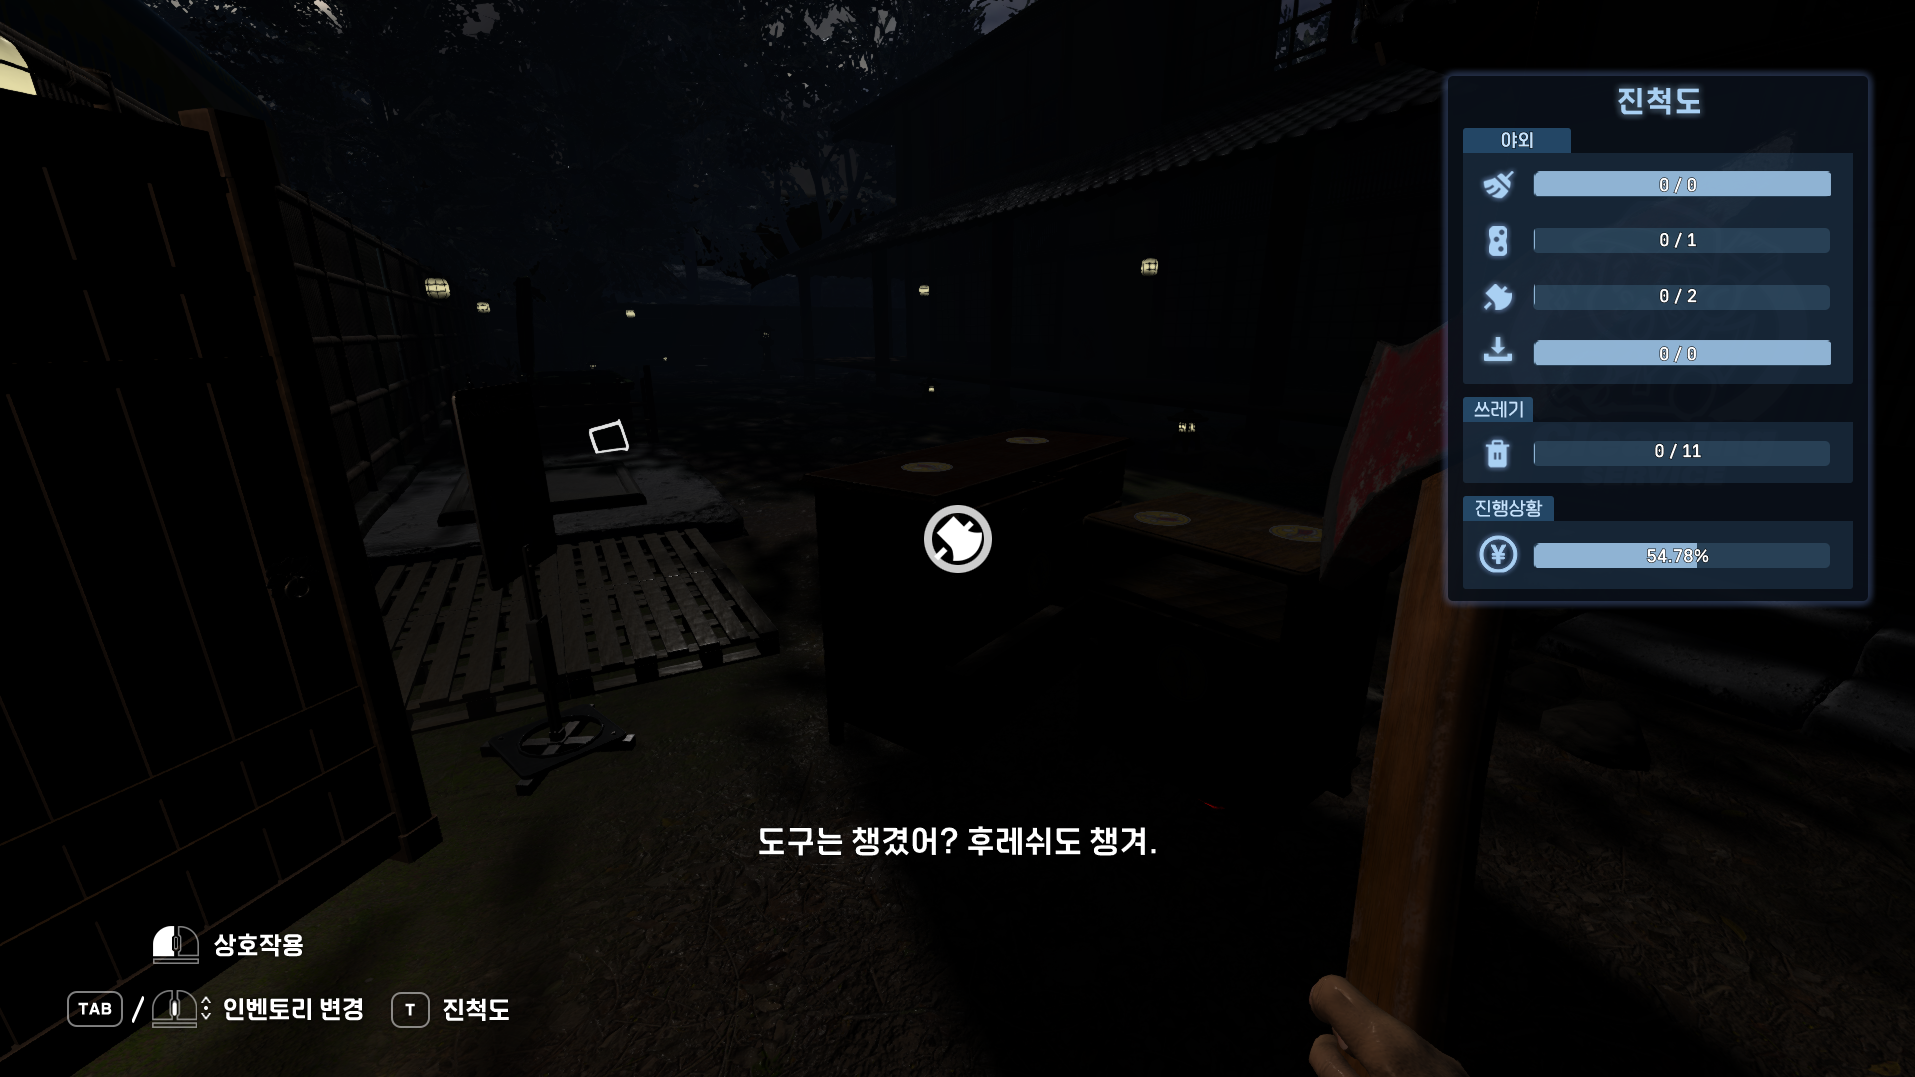 진척도
야외
0 / 0
0 / 1
0 / 2
0 / 0
쓰레기
0 / 11
진행상황
54.78%
도구는 챙겼어? 후레쉬도 챙겨.
상호작용
TAB / 인벤토리 변경 T 진척도